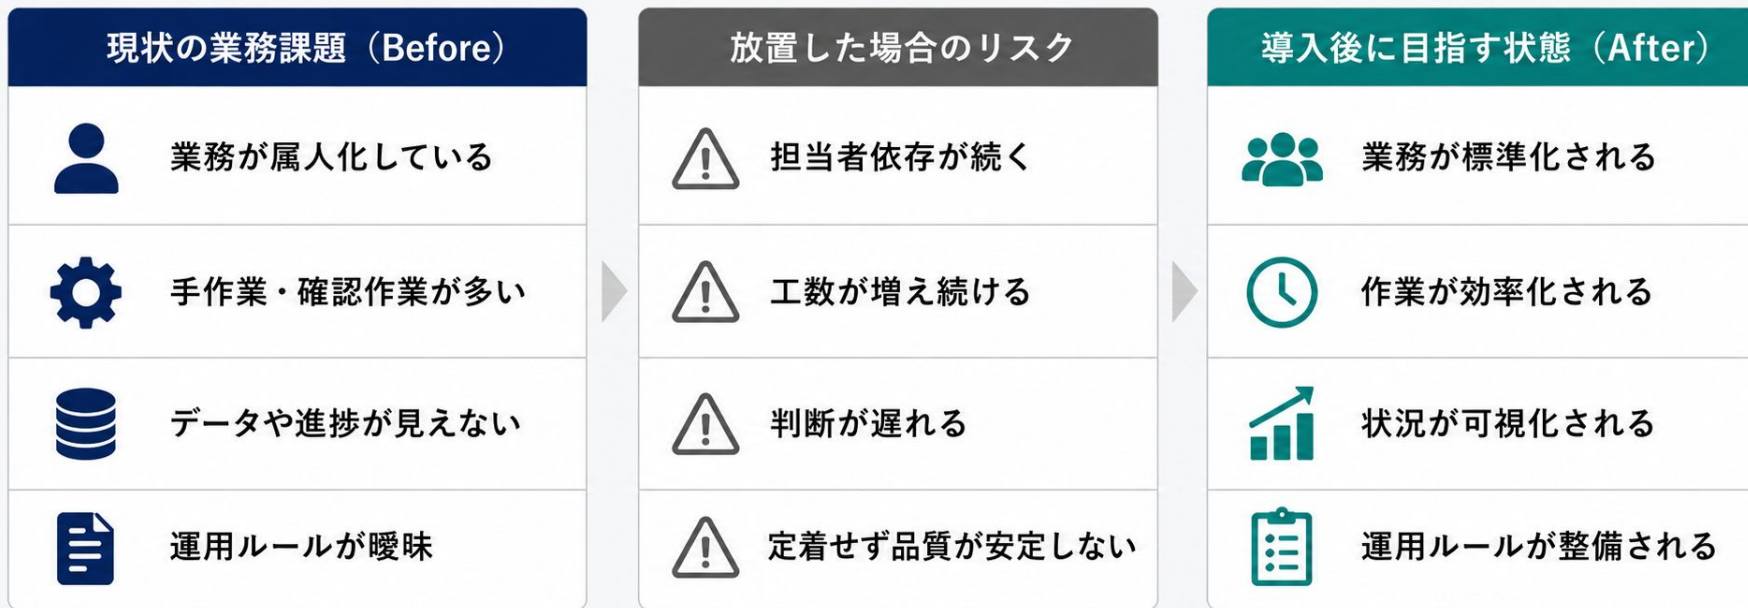 現状の業務課題（Before）
業務が属人化している
手作業・確認作業が多い
データや進捗が見えない
運用ルールが曖昧
放置した場合のリスク
担当者依存が続く
工数が増え続ける
判断が遅れる
定着せず品質が安定しない
導入後に目指す状態（After）
業務が標準化される
作業が効率化される
状況が可視化される
運用ルールが整備される